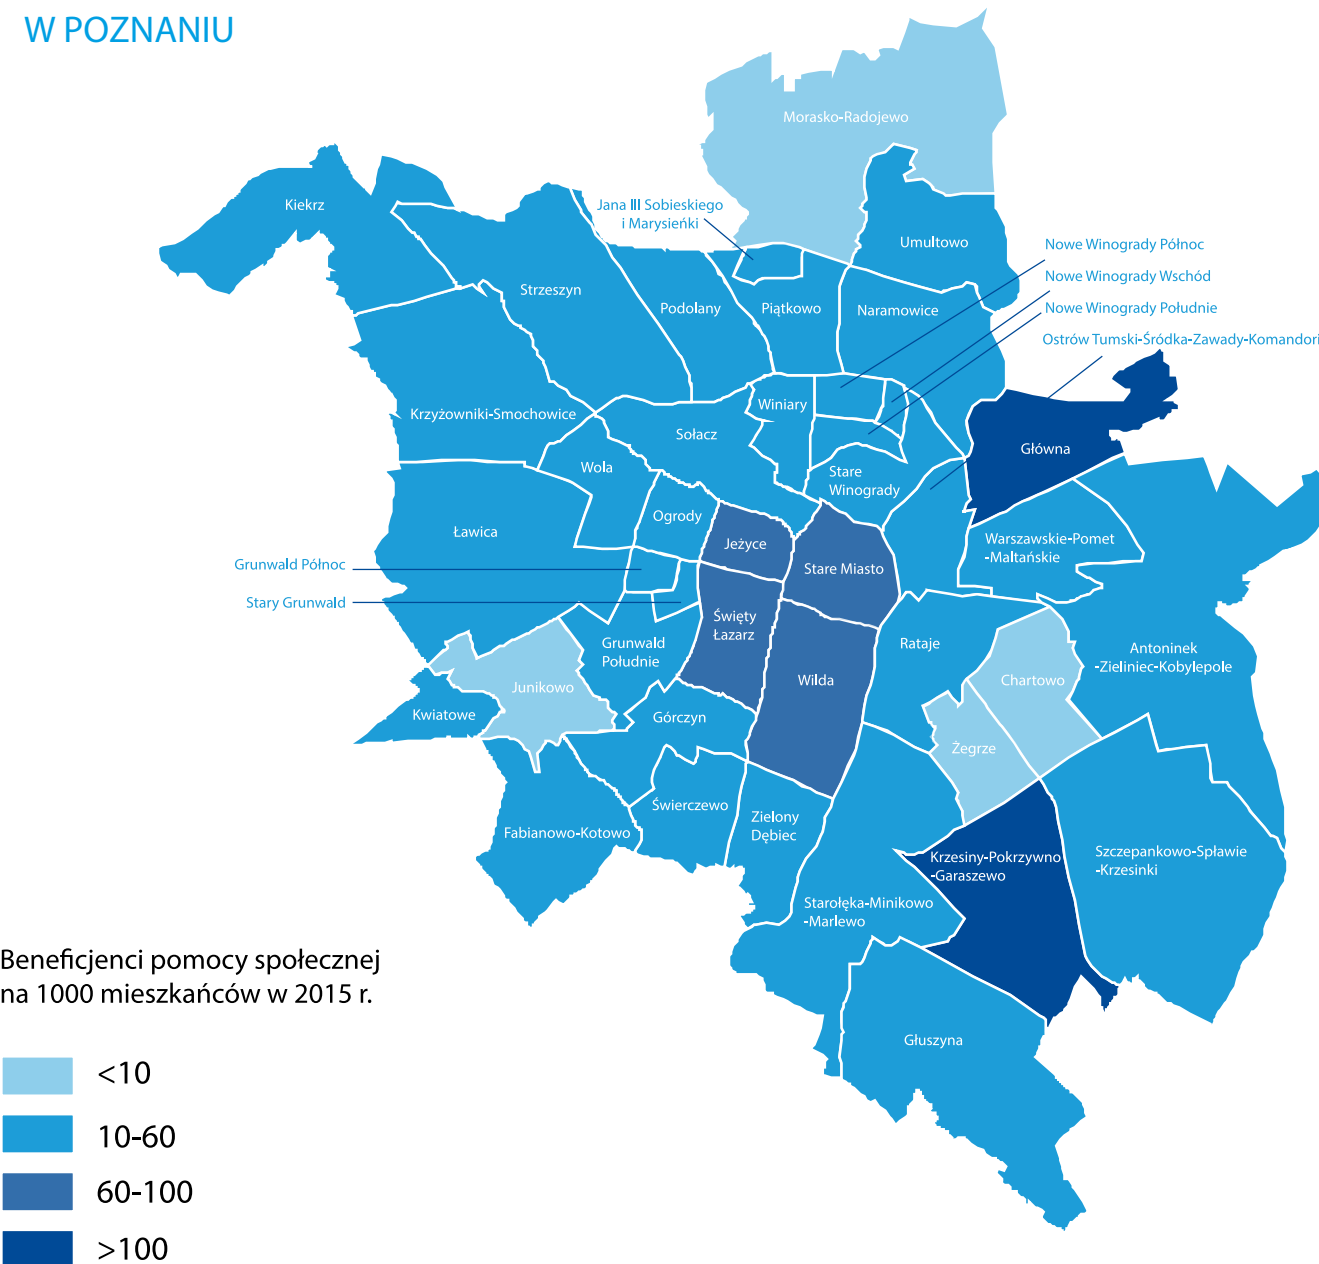 W POZNANIU
Morasko-Radojewo
Kiekrz
Jana III Sobieskiego
i Marysieńki
Umultowo
Nowe Winogrady Północ
Nowe Winogrady Wschód
Nowe Winogrady Południe
Ostrów Tumski-Śródka-Zawady-Komandori
Strzeszyn
Podolany
Piątkowo
Naramowice
Krzyżowniki-Smochowice
Winiary
Sołacz
Główna
Wola
Stare
Winogrady
Ogrody
Ławica
Jeżyce
Warszawskie-Pomet
-Maltańskie
Grunwald Północ
Stare Miasto
Stary Grunwald
Święty
Łazarz
Grunwald
Południe
Rataje
Antoninek
-Zieliniec-Kobylepole
Junikowo
Wilda
Chartowo
Kwiatowe
Górczyn
Żegrze
Świerczewo
Zielony
Dębiec
Fabianowo-Kotowo
Krzesiny-Pokrzywno
-Garaszewo
Szczepankowo-Spławie
-Krzesinki
Starołęka-Minikowo
-Marlewo
Głuszyna
Beneficjenci pomocy społecznej
na 1000 mieszkańców w 2015 r.
<10
10-60
60-100
>100